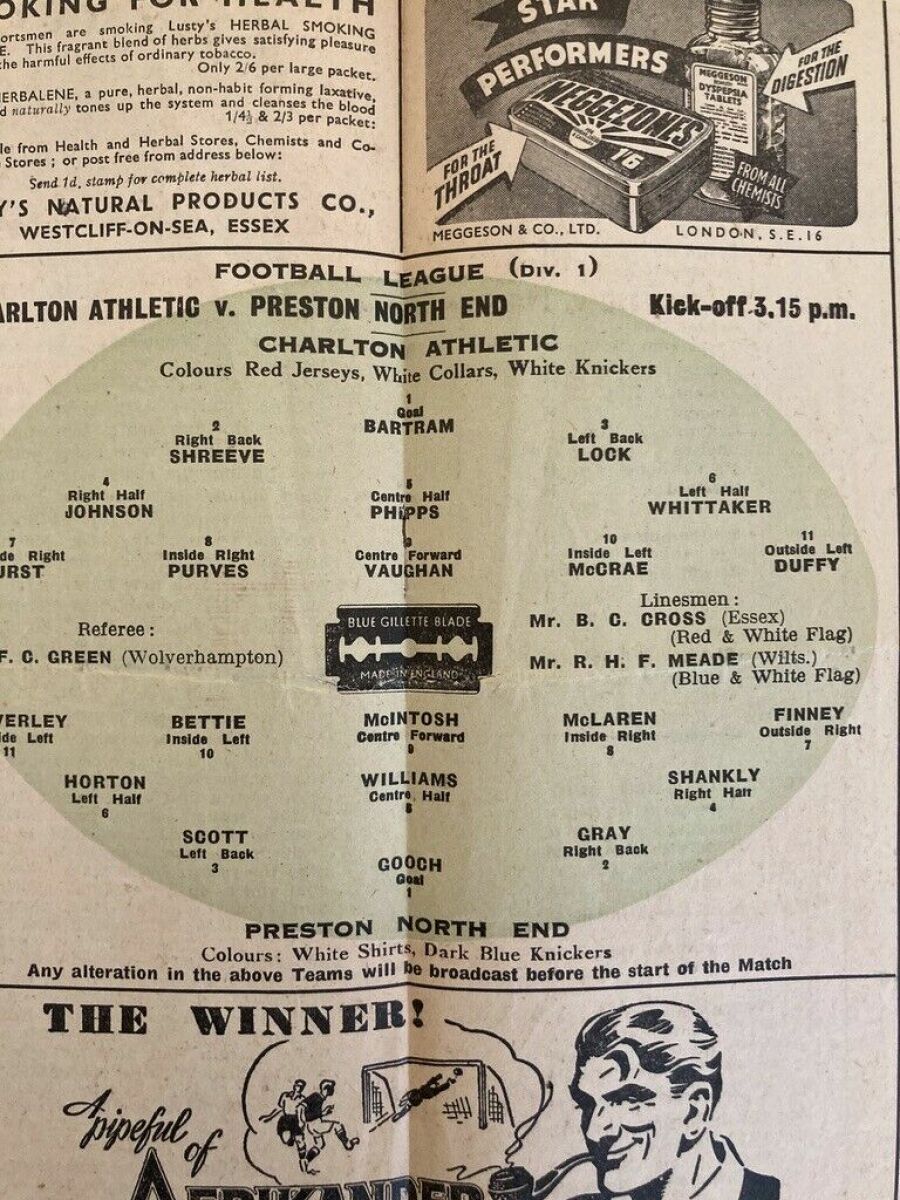 OKING FOR HEALTH
ortsmen are smoking Lusty's HERBAL SMOKING
E. This fragrant blend of herbs gives satisfying pleasure
the harmful effects of ordinary tobacco.
Only 2/6 per large packet.
ERBALENE, a pure, herbal, non-habit forming laxative,
d naturally tones up the system and cleanses the blood
1/4½ & 2/3 per packet:
le from Health and Herbal Stores, Chemists and Co-
Stores; or post free from address below:
Send 1d, stamp for complete herbal list.
Y'S NATURAL PRODUCTS CO.,
WESTCLIFF-ON-SEA, ESSEX
STAR
PERFORMERS
MEGGESON
DYSPEPSIA
TABLETS
FOR THE
DIGESTION
MEGGEZONES
1/6
FOR THE
THROAT
FROM ALL
CHEMISTS
MEGGESON & CO., LTD. LONDON, S.E.16
FOOTBALL LEAGUE (DIV. 1)
ARLTON ATHLETIC v. PRESTON NORTH END Kick-off 3.15 p.m.
CHARLTON ATHLETIC
Colours Red Jerseys, White Collars, White Knickers
1
Goal
BARTRAM
2 3
Right Back Left Back
SHREEVE LOCK
4 5 6
Right Half Centre Half Left Half
JOHNSON PHIPPS WHITTAKER
7 8 9 10 11
de Right Inside Right Centre Forward Inside Left Outside Left
URST PURVES VAUGHAN McCRAE DUFFY
Referee:
F. C. GREEN (Wolverhampton)
BLUE GILLETTE BLADE
MADE IN ENGLAND
Linesmen:
Mr. B. C. CROSS (Essex)
(Red & White Flag)
Mr. R. H. F. MEADE (Wilts.)
(Blue & White Flag)
VERLEY BETTIE McINTOSH McLAREN FINNEY
de Left Inside Left Centre Forward Inside Right Outside Right
11 10 9 8 7
HORTON WILLIAMS SHANKLY
Left Half Centre Half Right Half
6 5 4
SCOTT GRAY
Left Back Right Back
3 2
GOOCH
Goal
1
PRESTON NORTH END
Colours: White Shirts, Dark Blue Knickers
Any alteration in the above Teams will be broadcast before the start of the Match
THE WINNER!
A pipeful of
AFRIKANDER